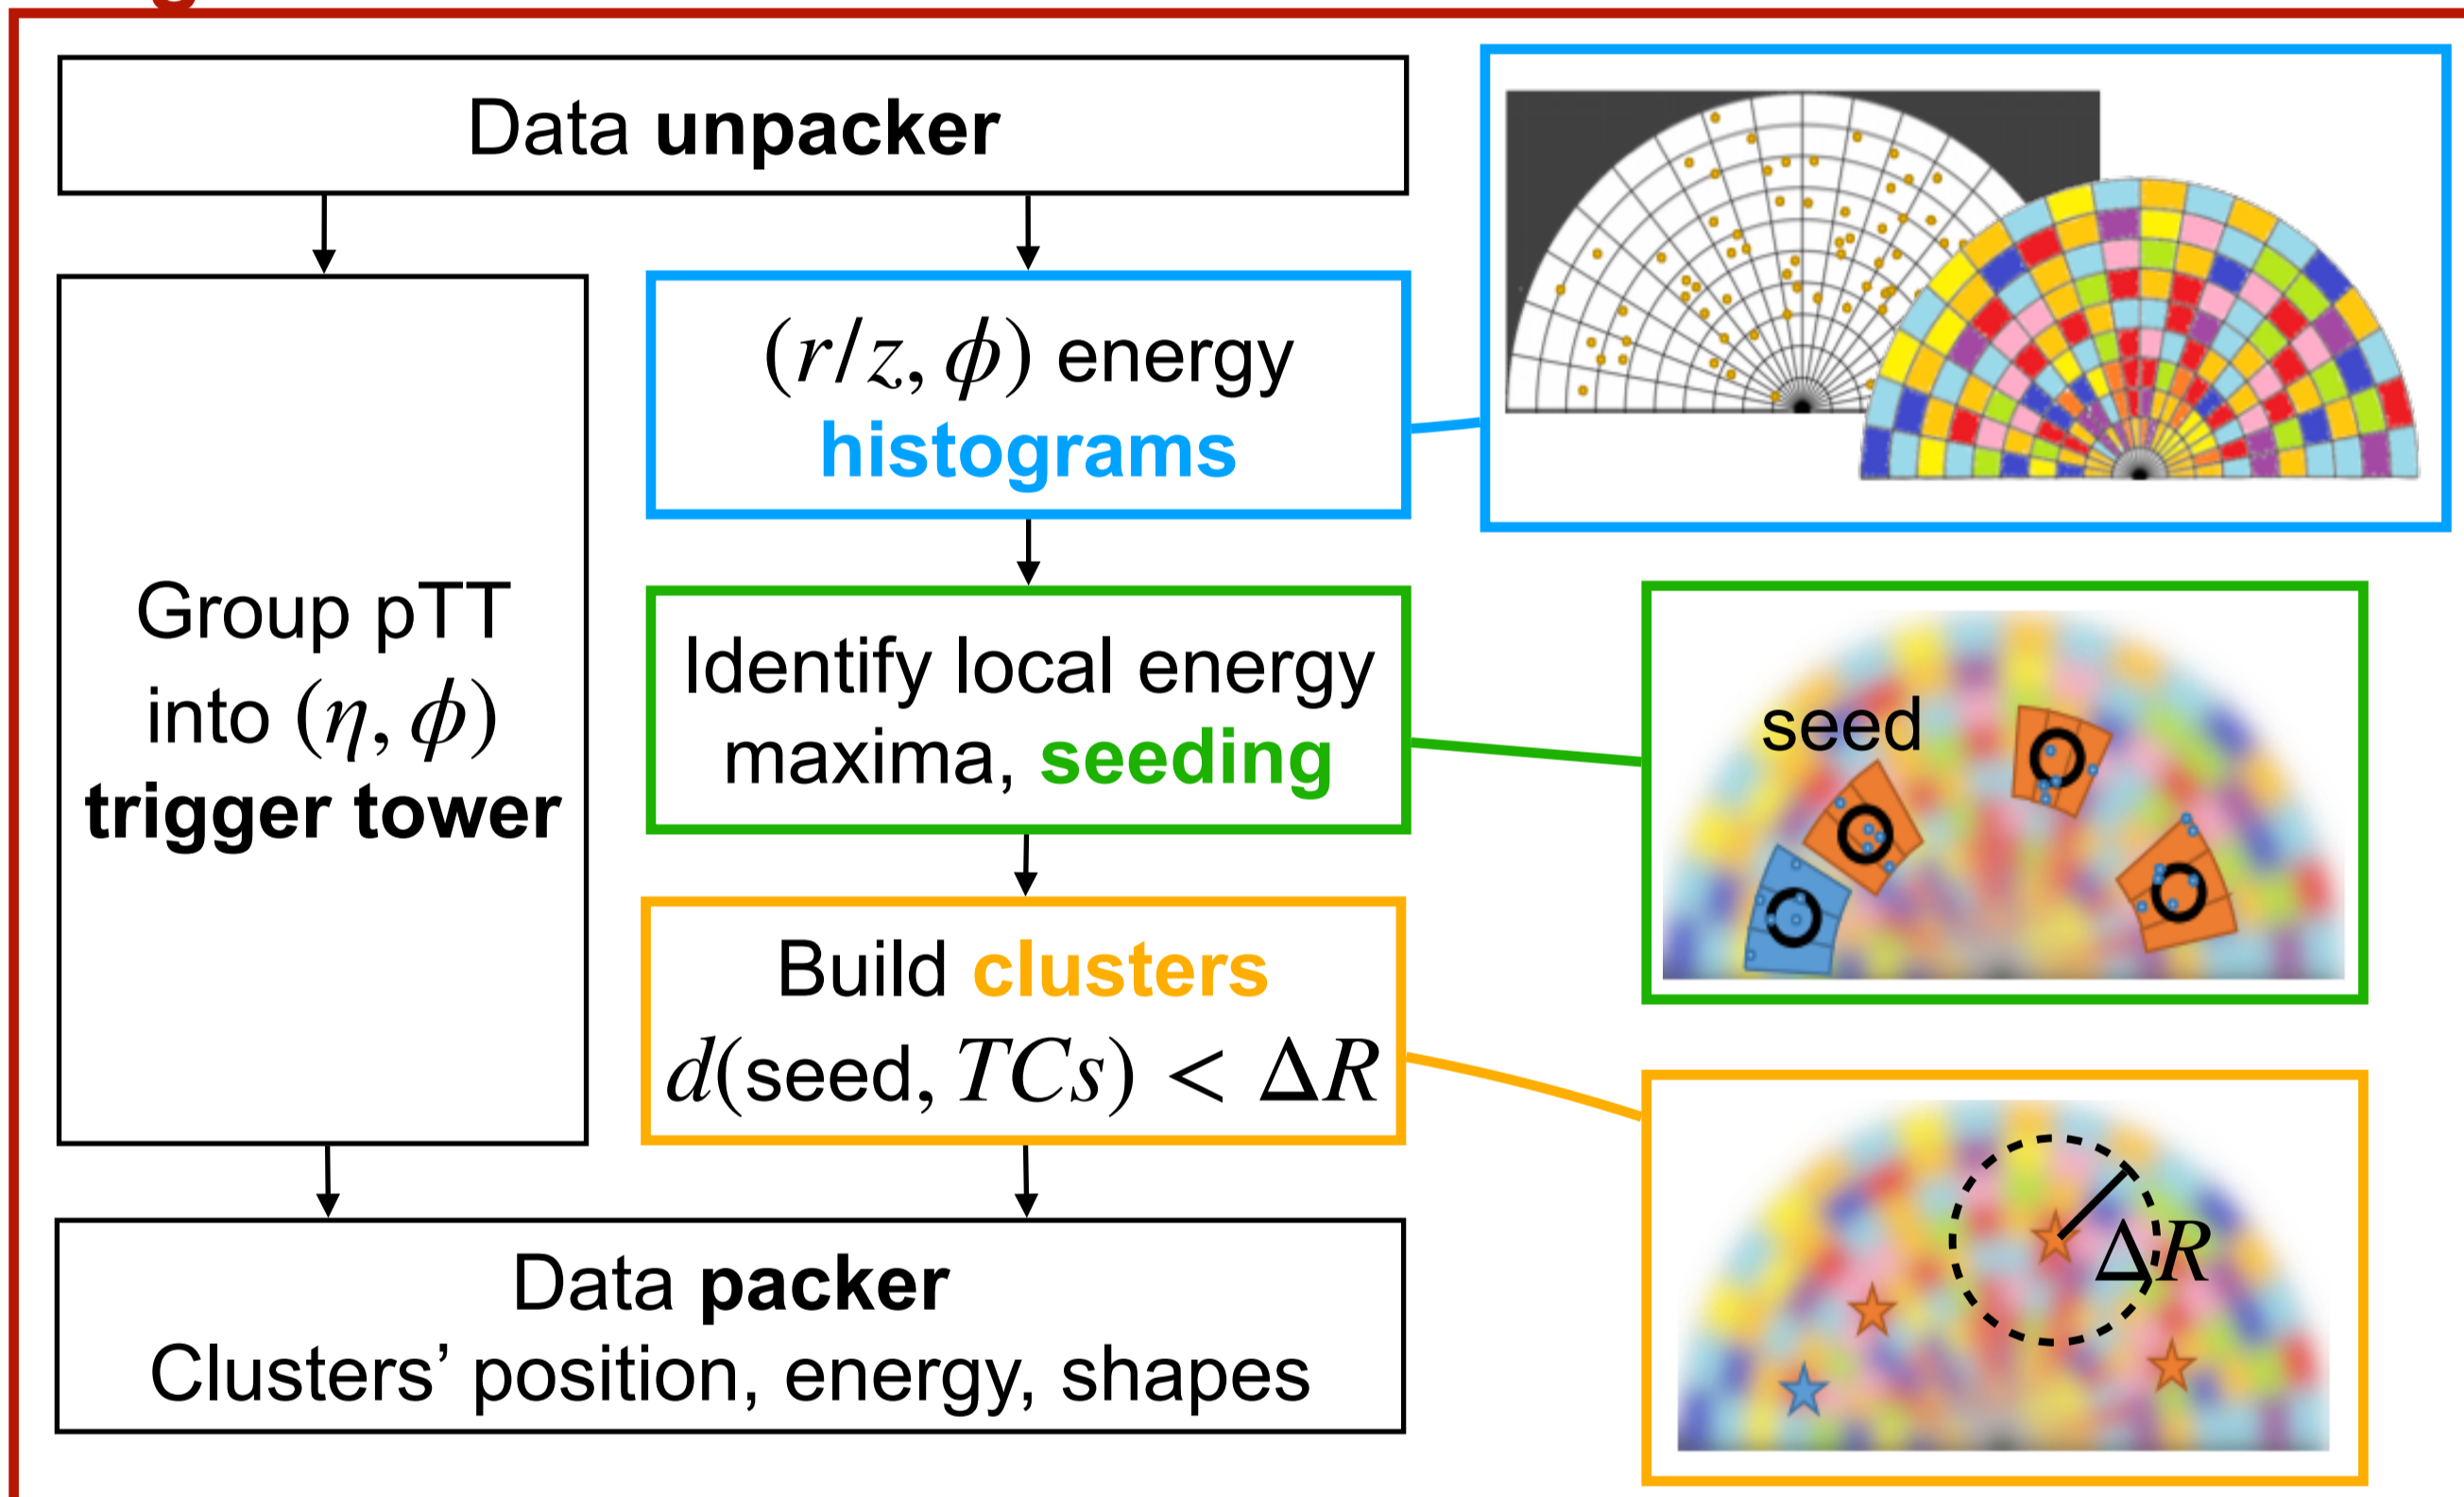 Data unpacker
Group pTT
into (η, ϕ)
trigger tower
(r/z, ϕ) energy
histograms
Identify local energy
maxima, seeding
Build clusters
d(seed, TCs) < ΔR
Data packer
Clusters’ position, energy, shapes
seed
ΔR